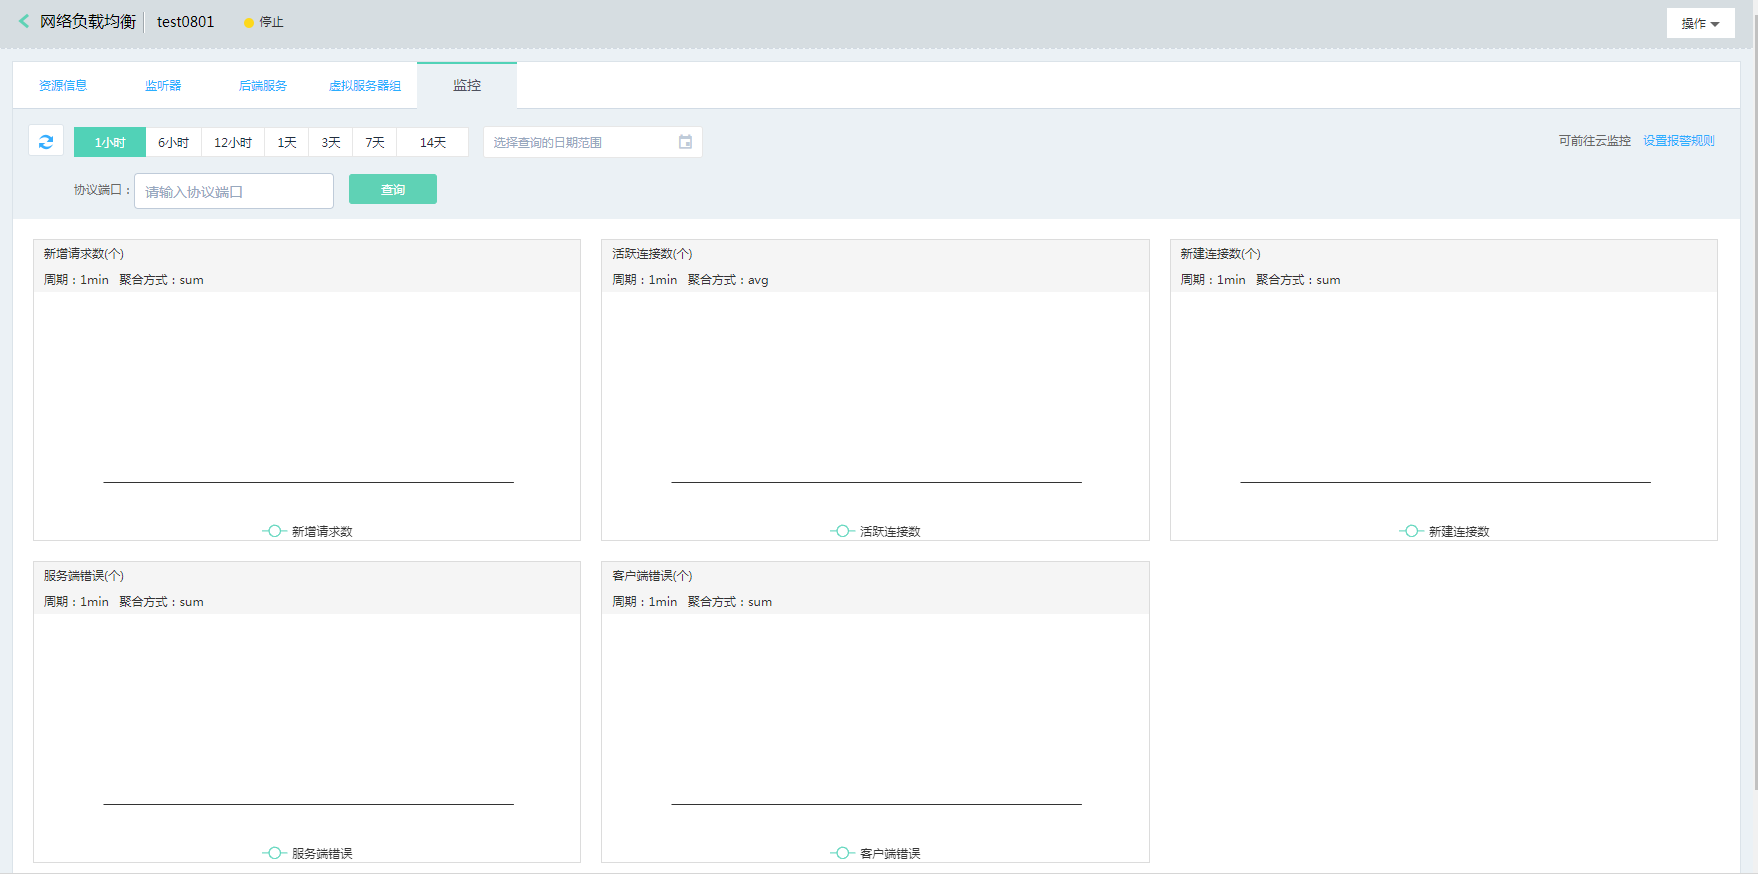 网络负载均衡 test0801 停止 操作
资源信息 监听器 后端服务 虚拟服务器组 监控
1小时 6小时 12小时 1天 3天 7天 14天 选择查询的日期范围 可前往云监控 设置报警规则
协议端口： 请输入协议端口 查询
新增请求数(个)
周期：1min 聚合方式：sum
新增请求数
活跃连接数(个)
周期：1min 聚合方式：avg
活跃连接数
新建连接数(个)
周期：1min 聚合方式：sum
新建连接数
服务端错误(个)
周期：1min 聚合方式：sum
服务端错误
客户端错误(个)
周期：1min 聚合方式：sum
客户端错误